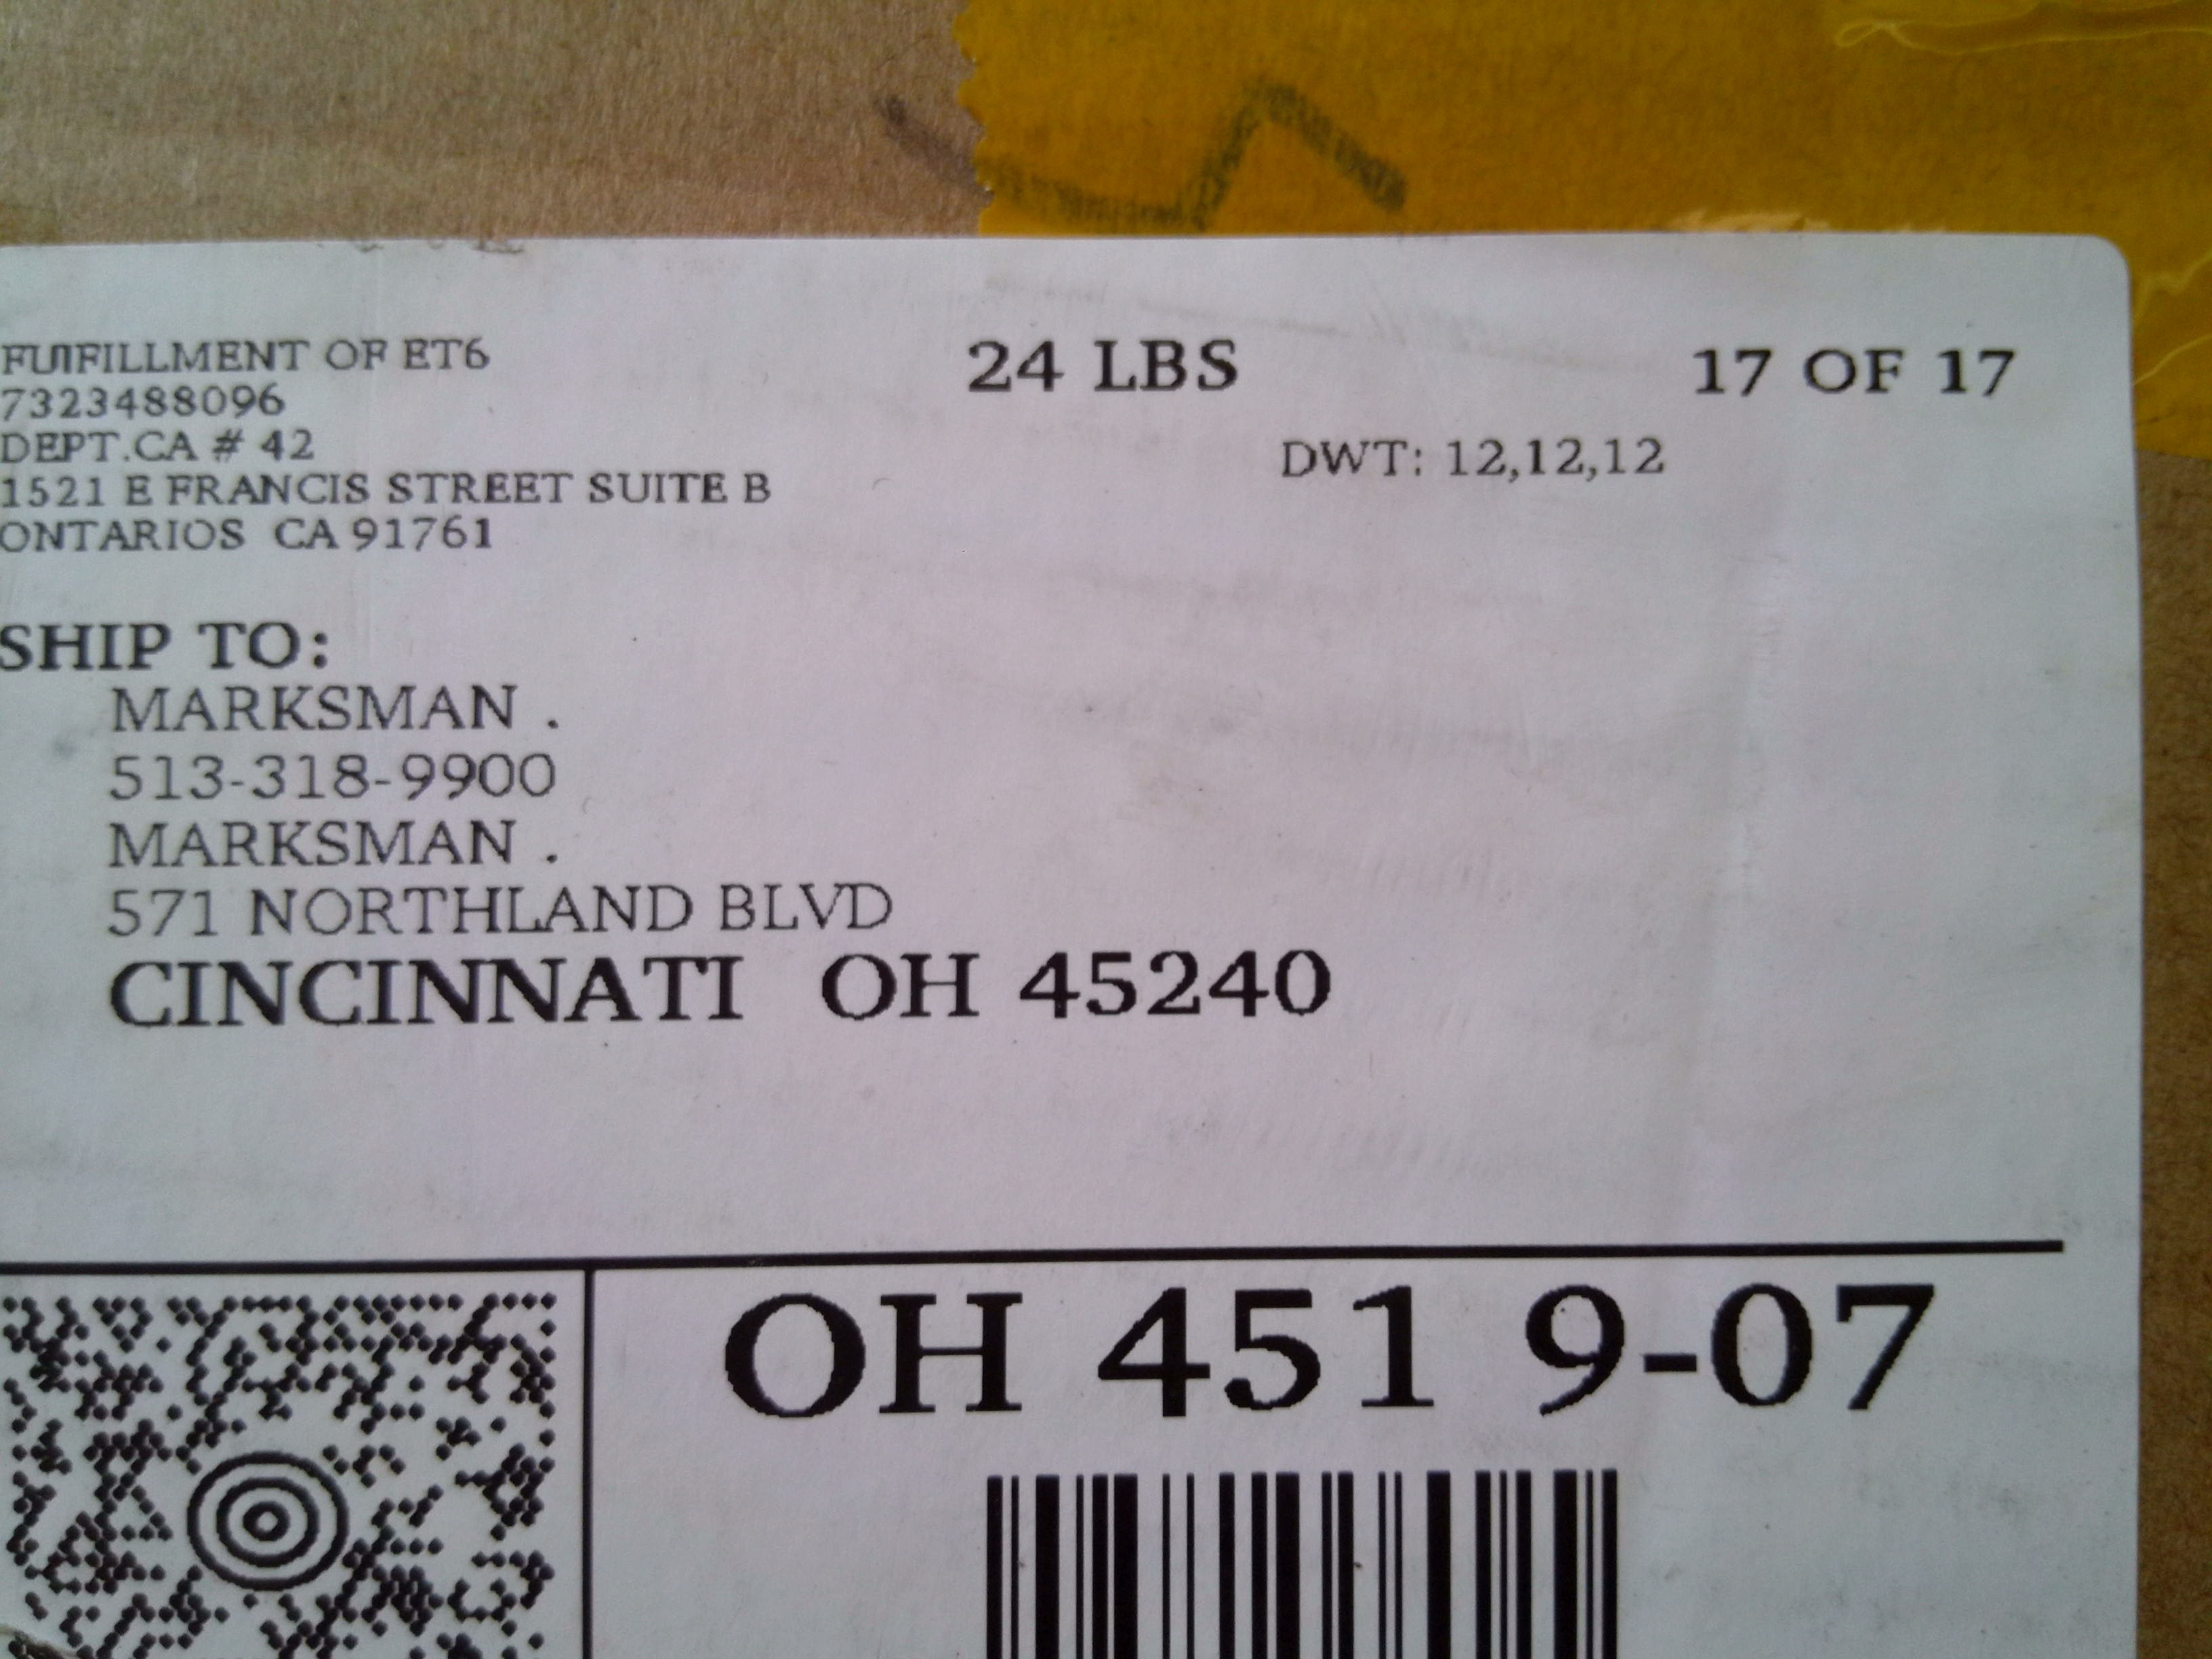 FUIFILLMENT OF ET6
7323488096
DEPT.CA # 42
1521 E FRANCIS STREET SUITE B
ONTARIOS CA 91761
24 LBS
17 OF 17
DWT: 12,12,12
SHIP TO:
MARKSMAN .
513-318-9900
MARKSMAN .
571 NORTHLAND BLVD
CINCINNATI OH 45240
OH 451 9-07